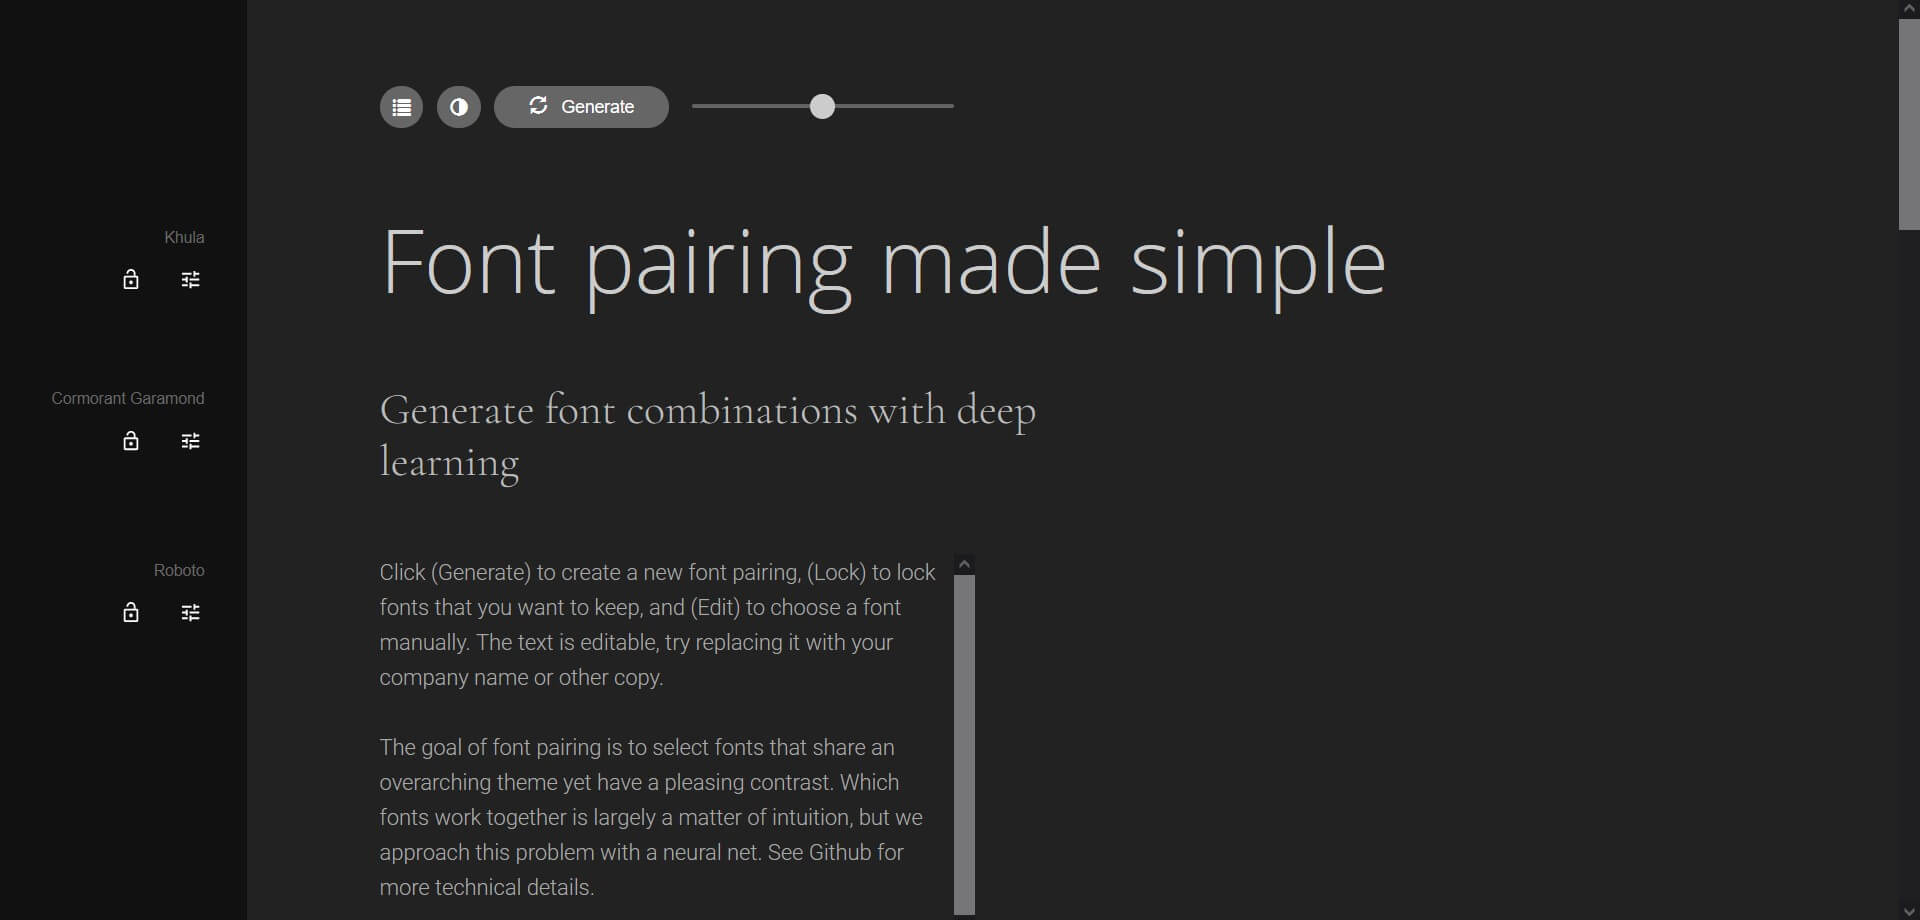 Generate
Khula
Font pairing made simple
Cormorant Garamond
Generate font combinations with deep
learning
Roboto
Click (Generate) to create a new font pairing, (Lock) to lock
fonts that you want to keep, and (Edit) to choose a font
manually. The text is editable, try replacing it with your
company name or other copy.
The goal of font pairing is to select fonts that share an
overarching theme yet have a pleasing contrast. Which
fonts work together is largely a matter of intuition, but we
approach this problem with a neural net. See Github for
more technical details.